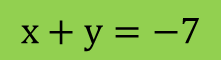 x + y = −7